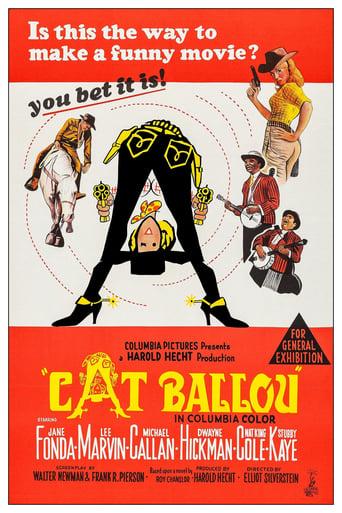 Is this the way to
make a funny movie?
you bet it is!
COLUMBIA PICTURES Presents
a HAROLD HECHT Production
FOR
GENERAL
EXHIBITION
"CAT BALLOU"
IN COLUMBIA COLOR
STARRING
JANE FONDA · LEE MARVIN · MICHAEL CALLAN · DWAYNE HICKMAN · NAT KING COLE · STUBBY KAYE
SCREENPLAY BY
WALTER NEWMAN & FRANK R. PIERSON
Based upon a novel by
ROY CHANSLOR
PRODUCED BY
HAROLD HECHT
DIRECTED BY
ELLIOT SILVERSTEIN